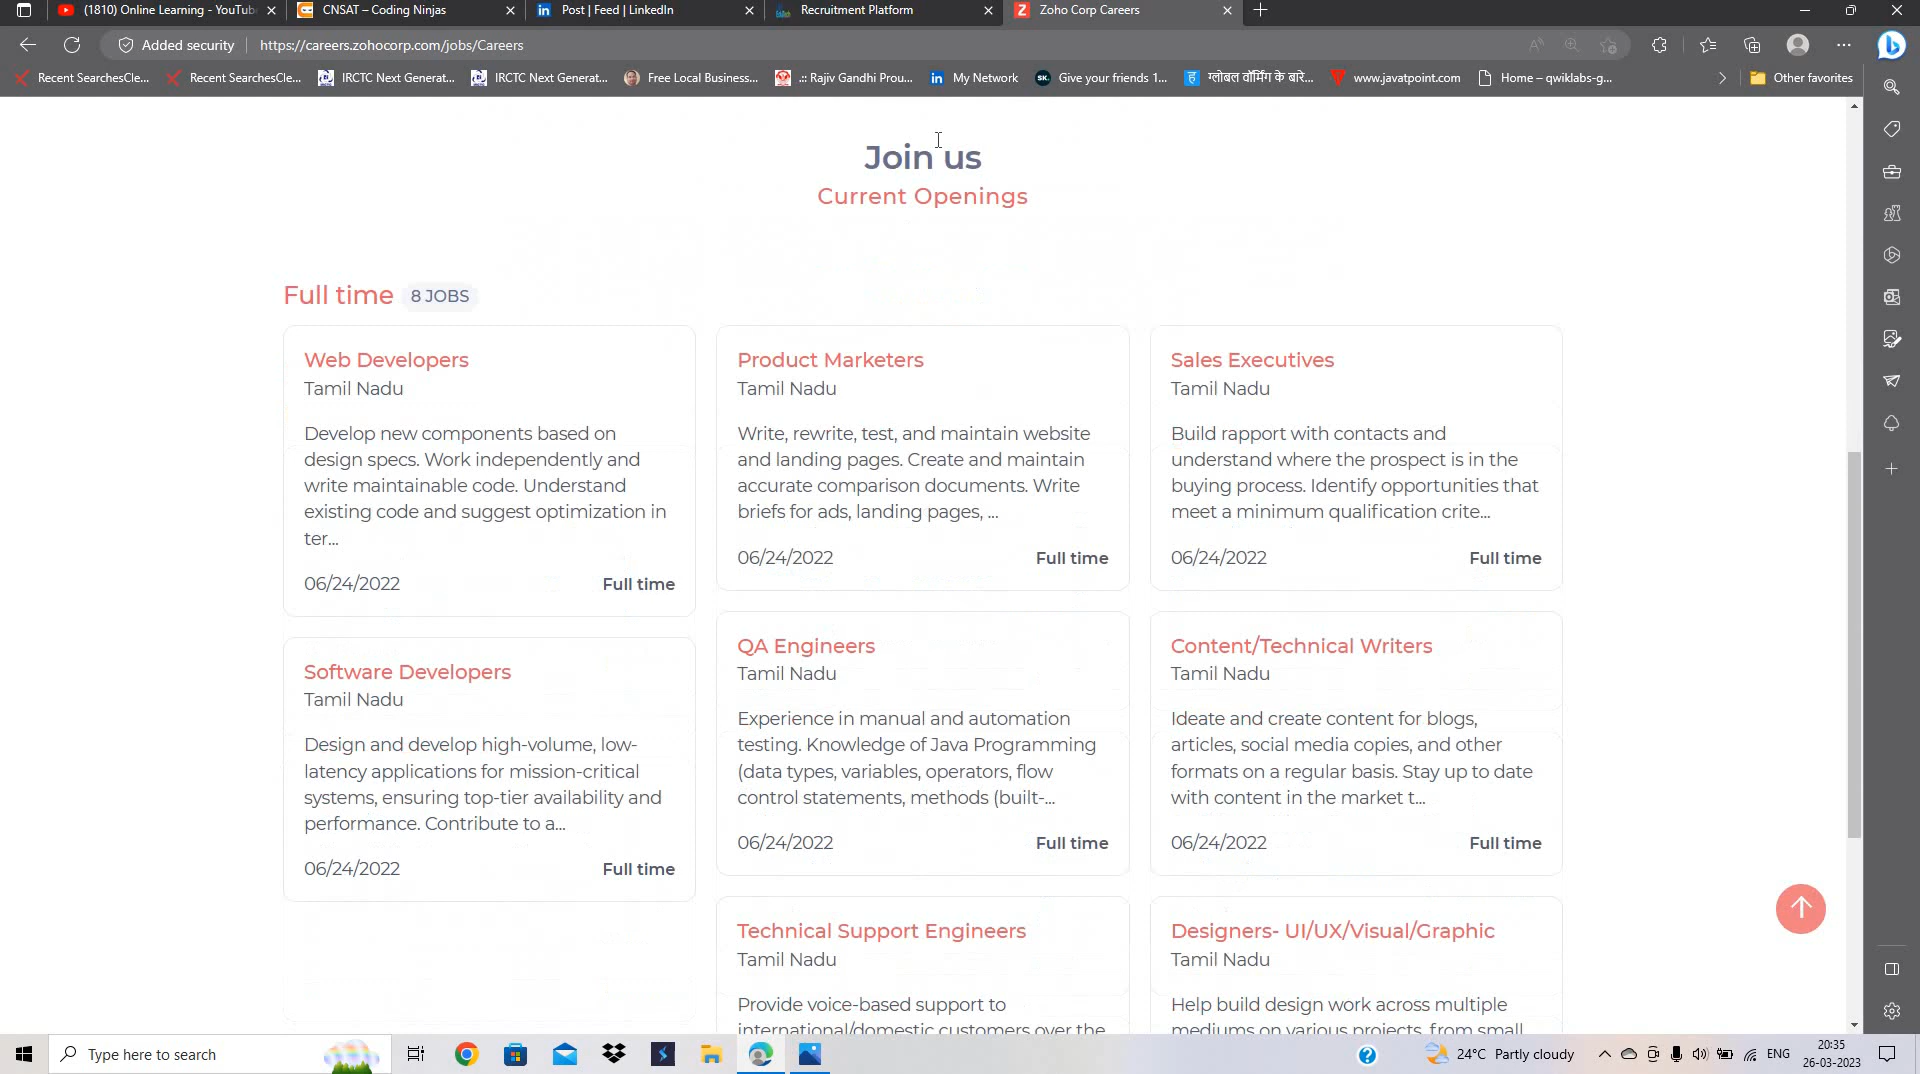 (1810) Online Learning - YouTub
CNSAT – Coding Ninjas
Post | Feed | LinkedIn
Recruitment Platform
Zoho Corp Careers
Added security
https://careers.zohocorp.com/jobs/Careers
Recent SearchesCle...
Recent SearchesCle...
IRCTC Next Generat...
IRCTC Next Generat...
Free Local Business...
.:: Rajiv Gandhi Prou...
My Network
Give your friends 1...
ग्लोबल वॉर्मिंग के बारे...
www.javatpoint.com
Home – qwiklabs-g...
Other favorites
Join us
Current Openings
Full time 8 JOBS
Web Developers
Tamil Nadu
Develop new components based on
design specs. Work independently and
write maintainable code. Understand
existing code and suggest optimization in
ter...
06/24/2022 Full time
Product Marketers
Tamil Nadu
Write, rewrite, test, and maintain website
and landing pages. Create and maintain
accurate comparison documents. Write
briefs for ads, landing pages, ...
06/24/2022 Full time
Sales Executives
Tamil Nadu
Build rapport with contacts and
understand where the prospect is in the
buying process. Identify opportunities that
meet a minimum qualification crite...
06/24/2022 Full time
Software Developers
Tamil Nadu
Design and develop high-volume, low-
latency applications for mission-critical
systems, ensuring top-tier availability and
performance. Contribute to a...
06/24/2022 Full time
QA Engineers
Tamil Nadu
Experience in manual and automation
testing. Knowledge of Java Programming
(data types, variables, operators, flow
control statements, methods (built-...
06/24/2022 Full time
Content/Technical Writers
Tamil Nadu
Ideate and create content for blogs,
articles, social media copies, and other
formats on a regular basis. Stay up to date
with content in the market t...
06/24/2022 Full time
Technical Support Engineers
Tamil Nadu
Provide voice-based support to
international/domestic customers over the
Designers- UI/UX/Visual/Graphic
Tamil Nadu
Help build design work across multiple
mediums on various projects, from small
Type here to search
24°C Partly cloudy
ENG
20:35
26-03-2023